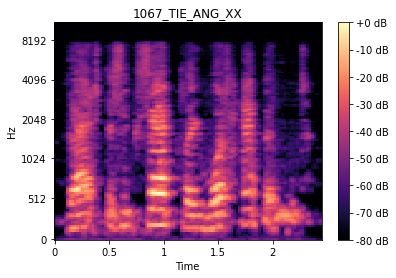 1067_TIE_ANG_XX
+0 dB
8192
-10 dB
4096
-20 dB
-30 dB
2048
Hz
-40 dB
1024
-50 dB
512
-60 dB
-70 dB
0
-80 dB
0 0.5 1 1.5 2
Time